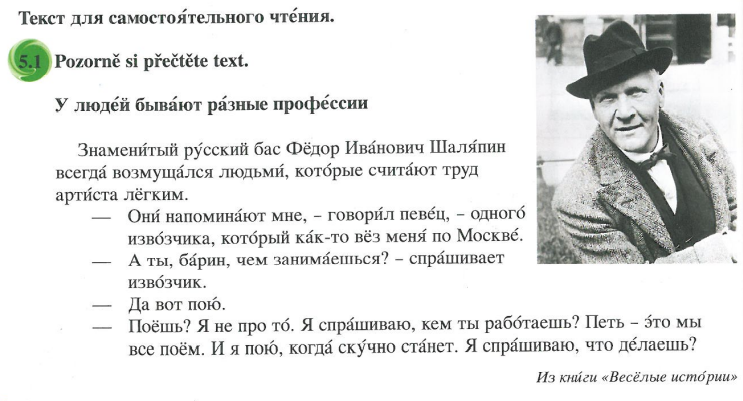 Текст для самостоя́тельного чте́ния.
5.1 Pozorně si přečtěte text.
У люде́й быва́ют ра́зные профе́ссии
Знамени́тый ру́сский бас Фёдор Ива́нович Шаля́пин
всегда́ возмуща́лся людьми́, кото́рые счита́ют труд
арти́ста лёгким.
— Они́ напомина́ют мне, – говори́л певе́ц, – одного́
изво́зчика, кото́рый ка́к-то вёз меня́ по Москве́.
— А ты, ба́рин, чем занима́ешься? – спра́шивает
изво́зчик.
— Да вот пою́.
— Поёшь? Я не про то́. Я спра́шиваю, кем ты рабо́таешь? Петь – э́то мы
все поём. И я пою́, когда́ ску́чно ста́нет. Я спра́шиваю, что де́лаешь?
Из кни́ги «Весёлые исто́рии»